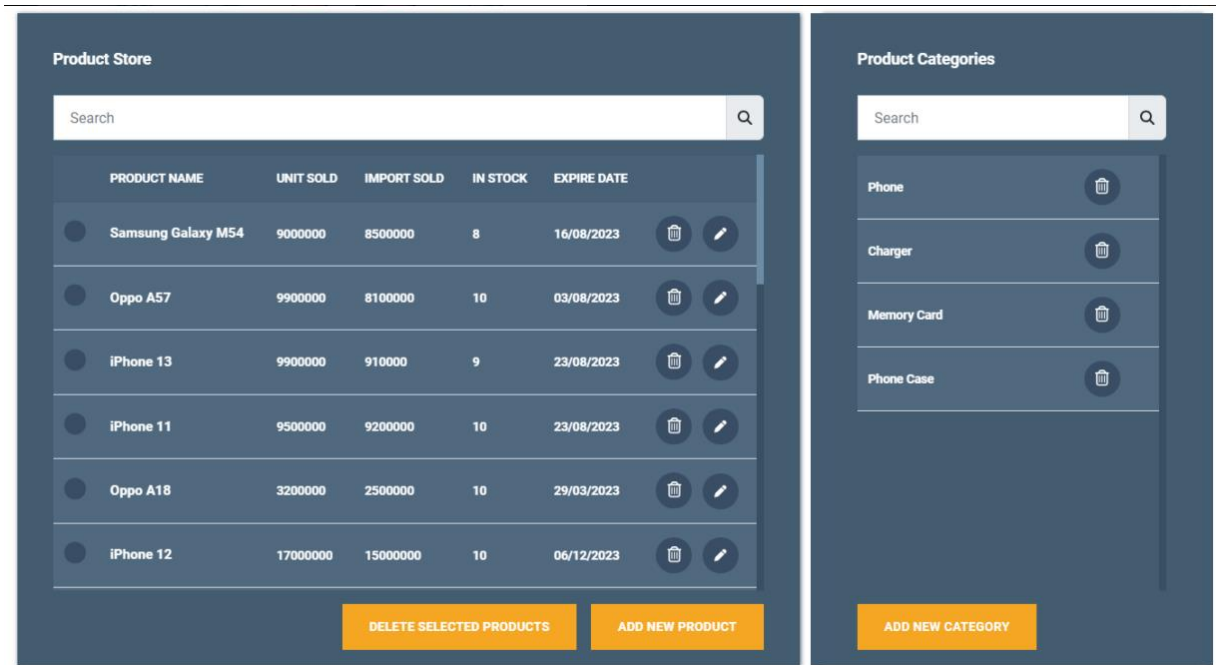 Product Store
Search
PRODUCT NAME UNIT SOLD IMPORT SOLD IN STOCK EXPIRE DATE
Samsung Galaxy M54 9000000 8500000 8 16/08/2023
Oppo A57 9900000 8100000 10 03/08/2023
iPhone 13 9900000 910000 9 23/08/2023
iPhone 11 9500000 9200000 10 23/08/2023
Oppo A18 3200000 2500000 10 29/03/2023
iPhone 12 17000000 15000000 10 06/12/2023
DELETE SELECTED PRODUCTS ADD NEW PRODUCT
Product Categories
Search
Phone
Charger
Memory Card
Phone Case
ADD NEW CATEGORY